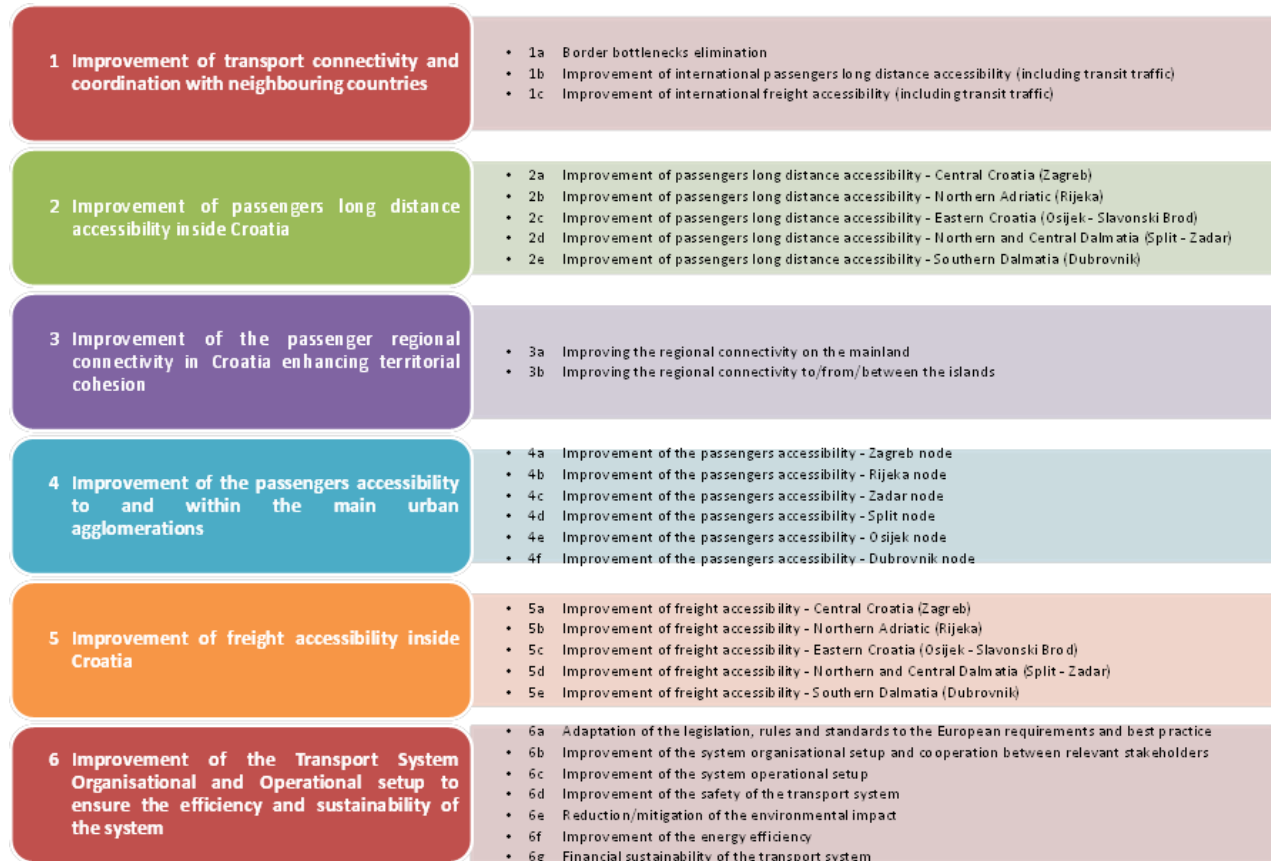 1 Improvement of transport connectivity and
coordination with neighbouring countries
• 1a Border bottlenecks elimination
• 1b Improvement of international passengers long distance accessibility (including transit traffic)
• 1c Improvement of international freight accessibility (including transit traffic)
2 Improvement of passengers long distance
accessibility inside Croatia
• 2a Improvement of passengers long distance accessibility - Central Croatia (Zagreb)
• 2b Improvement of passengers long distance accessibility - Northern Adriatic (Rijeka)
• 2c Improvement of passengers long distance accessibility - Eastern Croatia (Osijek - Slavonski Brod)
• 2d Improvement of passengers long distance accessibility - Northern and Central Dalmatia (Split - Zadar)
• 2e Improvement of passengers long distance accessibility - Southern Dalmatia (Dubrovnik)
3 Improvement of the passenger regional
connectivity in Croatia enhancing territorial
cohesion
• 3a Improving the regional connectivity on the mainland
• 3b Improving the regional connectivity to/from/between the islands
4 Improvement of the passengers accessibility
to and within the main urban
agglomerations
• 4a Improvement of the passengers accessibility - Zagreb node
• 4b Improvement of the passengers accessibility - Rijeka node
• 4c Improvement of the passengers accessibility - Zadar node
• 4d Improvement of the passengers accessibility - Split node
• 4e Improvement of the passengers accessibility - Osijek node
• 4f Improvement of the passengers accessibility - Dubrovnik node
5 Improvement of freight accessibility inside
Croatia
• 5a Improvement of freight accessibility - Central Croatia (Zagreb)
• 5b Improvement of freight accessibility - Northern Adriatic (Rijeka)
• 5c Improvement of freight accessibility - Eastern Croatia (Osijek - Slavonski Brod)
• 5d Improvement of freight accessibility - Northern and Central Dalmatia (Split - Zadar)
• 5e Improvement of freight accessibility - Southern Dalmatia (Dubrovnik)
6 Improvement of the Transport System
Organisational and Operational setup to
ensure the efficiency and sustainability of
the system
• 6a Adaptation of the legislation, rules and standards to the European requirements and best practice
• 6b Improvement of the system organisational setup and cooperation between relevant stakeholders
• 6c Improvement of the system operational setup
• 6d Improvement of the safety of the transport system
• 6e Reduction/mitigation of the environmental impact
• 6f Improvement of the energy efficiency
• 6g Financial sustainability of the transport system